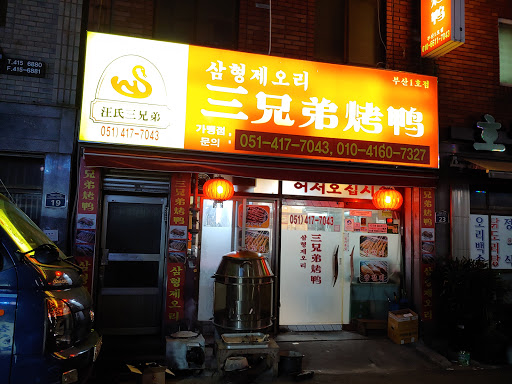 T.415 6880
F.415-6881
汪氏三兄弟
051) 417-7043
삼형제오리
부산1호점
三兄弟烤鸭
가맹점
문의
051-417-7043, 010-4160-7327
烤鸭
어서오십시
051) 417-7043
三兄弟烤鸭
삼형제오리
三兄弟烤鸭
삼형제오
19
23
오리백숙